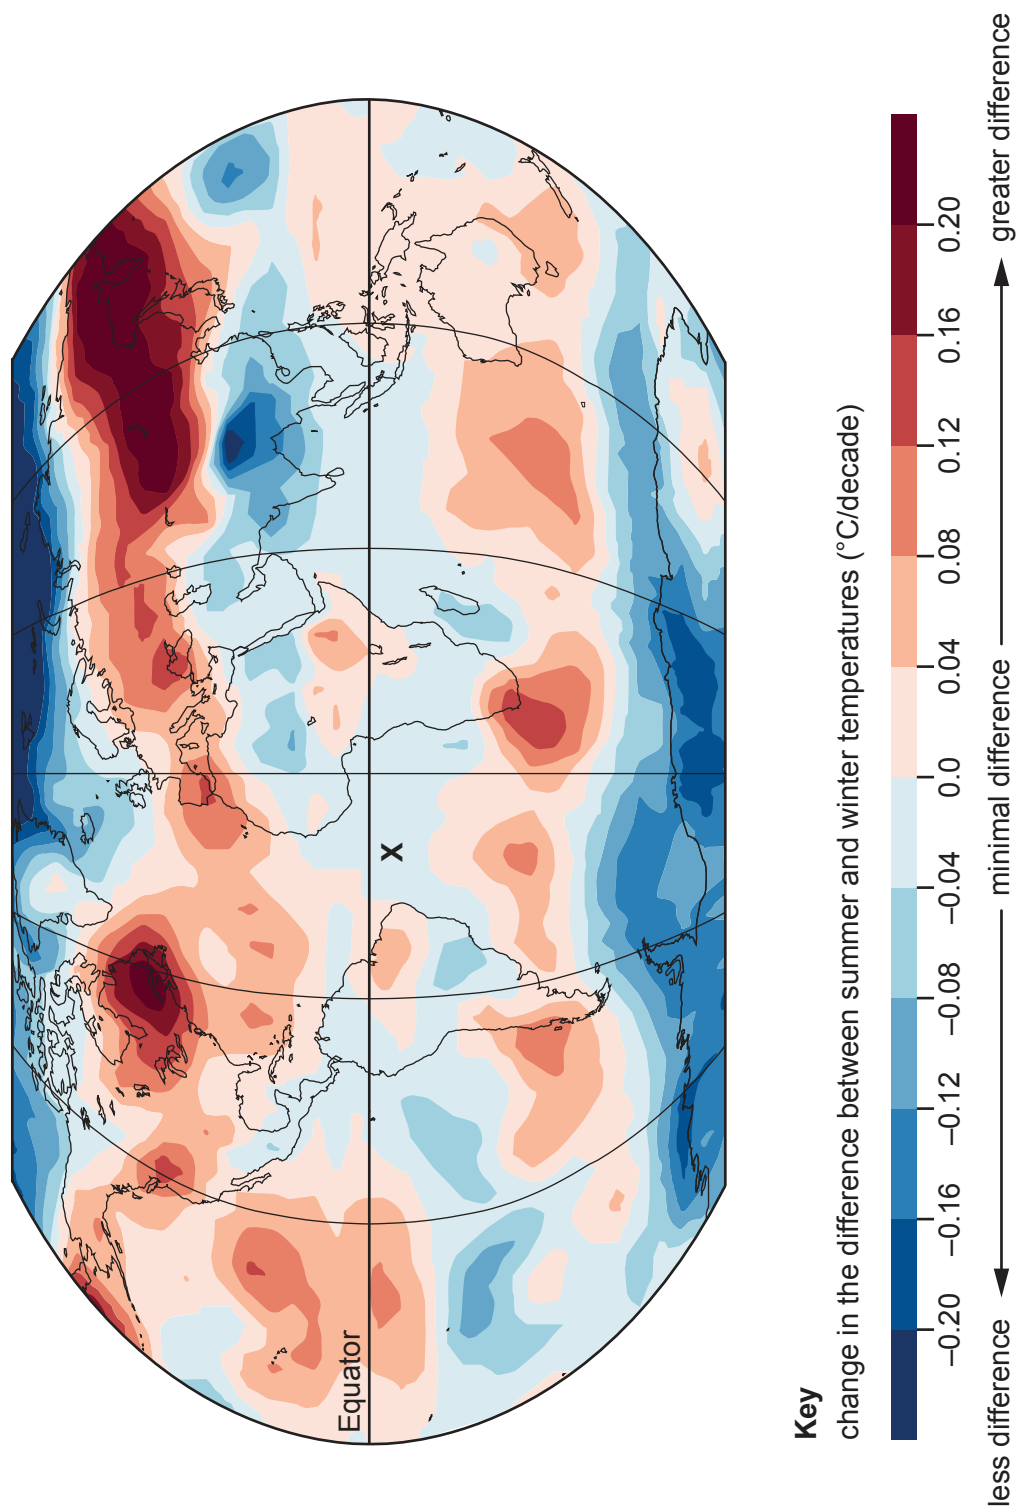 Equator
X
Key
change in the difference between summer and winter temperatures (°C/decade)
–0.20 –0.16 –0.12 –0.08 –0.04 0.0 0.04 0.08 0.12 0.16 0.20
less difference minimal difference greater difference